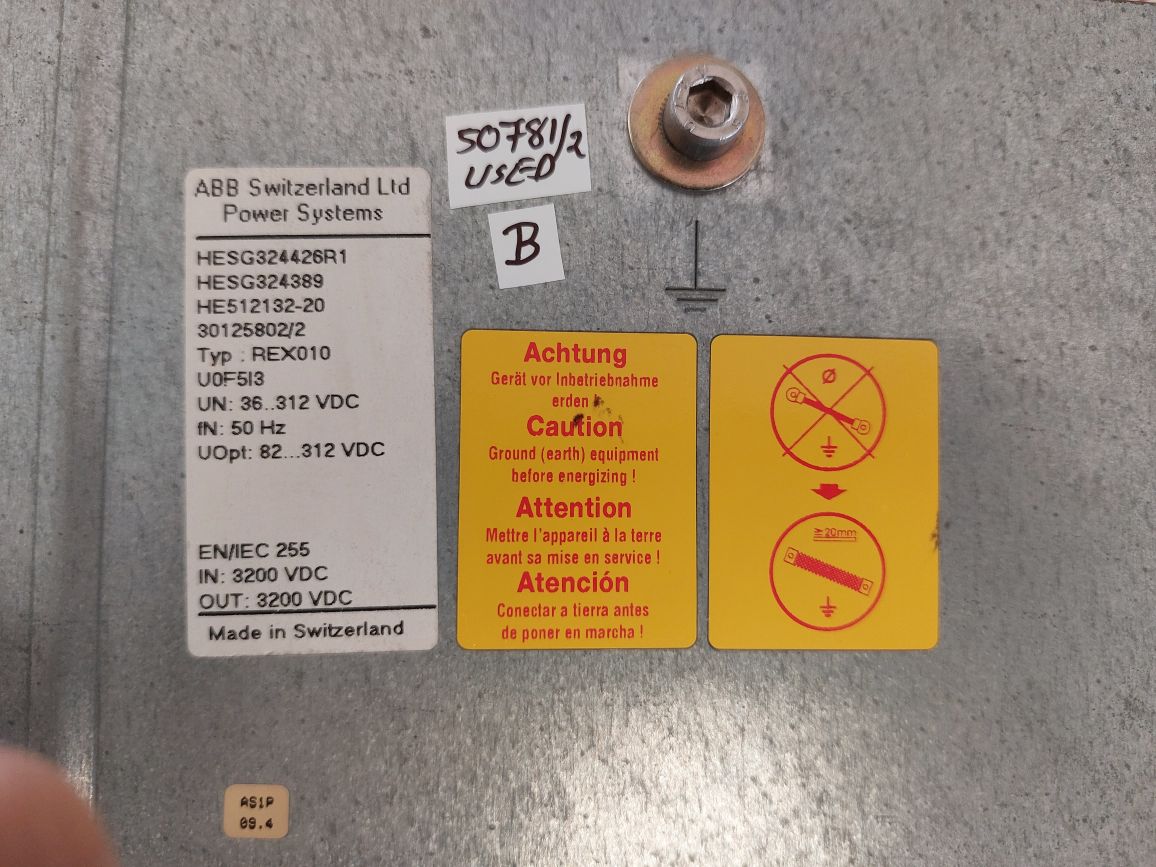 50781/2
USED
B
ABB Switzerland Ltd
Power Systems
HESG324426R1
HESG324389
HE512132-20
30125802/2
Typ : REX010
U0F5I3
UN: 36..312 VDC
fN: 50 Hz
UOpt: 82...312 VDC
EN/IEC 255
IN: 3200 VDC
OUT: 3200 VDC
Made in Switzerland
Achtung
Gerät vor Inbetriebnahme
erden !
Caution
Ground (earth) equipment
before energizing !
Attention
Mettre l'appareil à la terre
avant sa mise en service !
Atención
Conectar a tierra antes
de poner en marcha !
Ø
≥20mm
AS1P
09.4